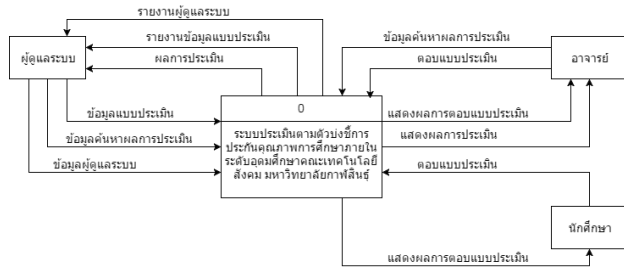 รายงานผู้ดูแลระบบ
รายงานข้อมูลแบบประเมิน
ข้อมูลค้นหาผลการประเมิน
ผู้ดูแลระบบ
ผลการประเมิน
ตอบแบบประเมิน
อาจารย์
0
ข้อมูลแบบประเมิน
แสดงผลการตอบแบบประเมิน
ระบบประเมินตามตัวบ่งชี้การ
ประกันคุณภาพการศึกษาภายใน
ระดับอุดมศึกษาคณะเทคโนโลยี
สังคม มหาวิทยาลัยกาฬสินธุ์
ข้อมูลค้นหาผลการประเมิน
แสดงผลการประเมิน
ข้อมูลผู้ดูแลระบบ
ตอบแบบประเมิน
นักศึกษา
แสดงผลการตอบแบบประเมิน